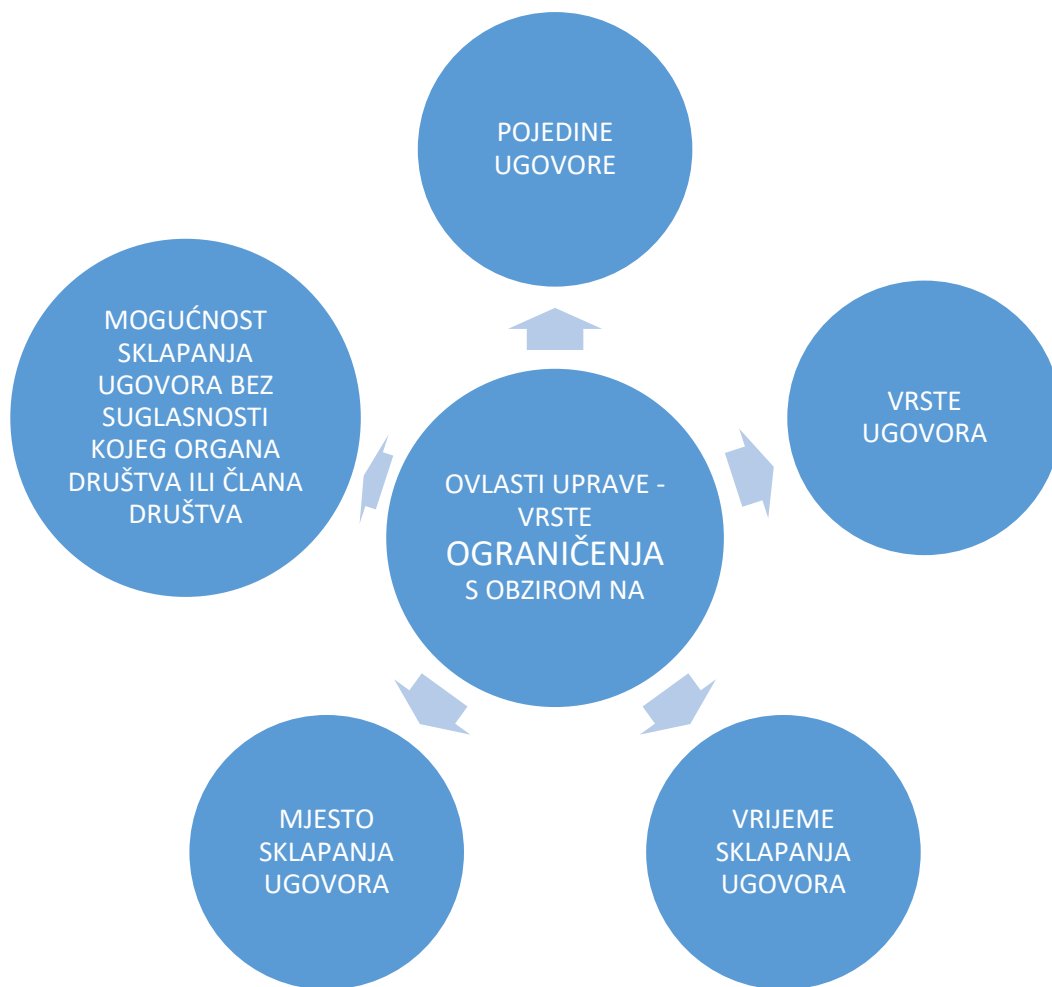 POJEDINE
UGOVORE
MOGUĆNOST
SKLAPANJA
UGOVORA BEZ
SUGLASNOSTI
KOJEG ORGANA
DRUŠTVA ILI ČLANA
DRUŠTVA
VRSTE
UGOVORA
OVLASTI UPRAVE -
VRSTE
OGRANIČENJA
S OBZIROM NA
MJESTO
SKLAPANJA
UGOVORA
VRIJEME
SKLAPANJA
UGOVORA